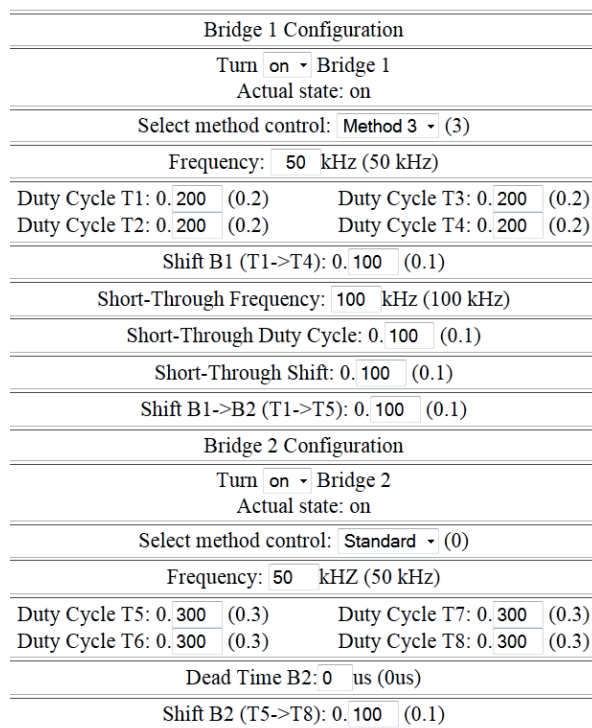 Bridge 1 Configuration
Turn on Bridge 1
Actual state: on
Select method control: Method 3 (3)
Frequency: 50 kHz (50 kHz)
Duty Cycle T1: 0. 200 (0.2) Duty Cycle T3: 0. 200 (0.2)
Duty Cycle T2: 0. 200 (0.2) Duty Cycle T4: 0. 200 (0.2)
Shift B1 (T1->T4): 0. 100 (0.1)
Short-Through Frequency: 100 kHz (100 kHz)
Short-Through Duty Cycle: 0. 100 (0.1)
Short-Through Shift: 0. 100 (0.1)
Shift B1->B2 (T1->T5): 0. 100 (0.1)
Bridge 2 Configuration
Turn on Bridge 2
Actual state: on
Select method control: Standard (0)
Frequency: 50 kHZ (50 kHz)
Duty Cycle T5: 0. 300 (0.3) Duty Cycle T7: 0. 300 (0.3)
Duty Cycle T6: 0. 300 (0.3) Duty Cycle T8: 0. 300 (0.3)
Dead Time B2: 0 us (0us)
Shift B2 (T5->T8): 0. 100 (0.1)